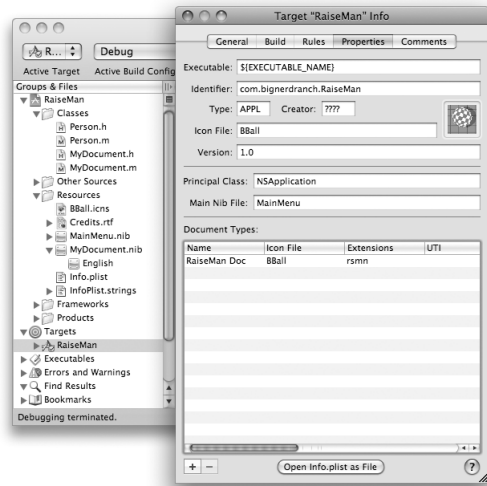 Target "RaiseMan" Info
R...
Debug
Active Target
Active Build Config
Groups & Files
RaiseMan
Classes
Person.h
Person.m
MyDocument.h
MyDocument.m
Other Sources
Resources
BBall.icns
Credits.rtf
MainMenu.nib
MyDocument.nib
English
Info.plist
InfoPlist.strings
Frameworks
Products
Targets
RaiseMan
Executables
Errors and Warnings
Find Results
Bookmarks
Debugging terminated.
General Build Rules Properties Comments
Executable: ${EXECUTABLE_NAME}
Identifier: com.bignerdranch.RaiseMan
Type: APPL Creator: ????
Icon File: BBall
Version: 1.0
Principal Class: NSApplication
Main Nib File: MainMenu
Document Types:
Name Icon File Extensions UTI
RaiseMan Doc BBall rsmn
+ − Open Info.plist as File ?